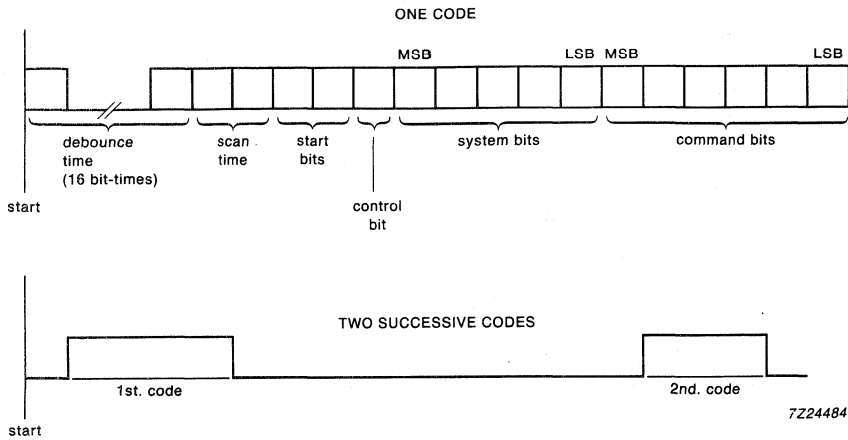 ONE CODE
MSB LSB MSB LSB
debounce time (16 bit-times)
scan time
start bits
control bit
system bits
command bits
start
TWO SUCCESSIVE CODES
1st. code
2nd. code
7Z24484
start